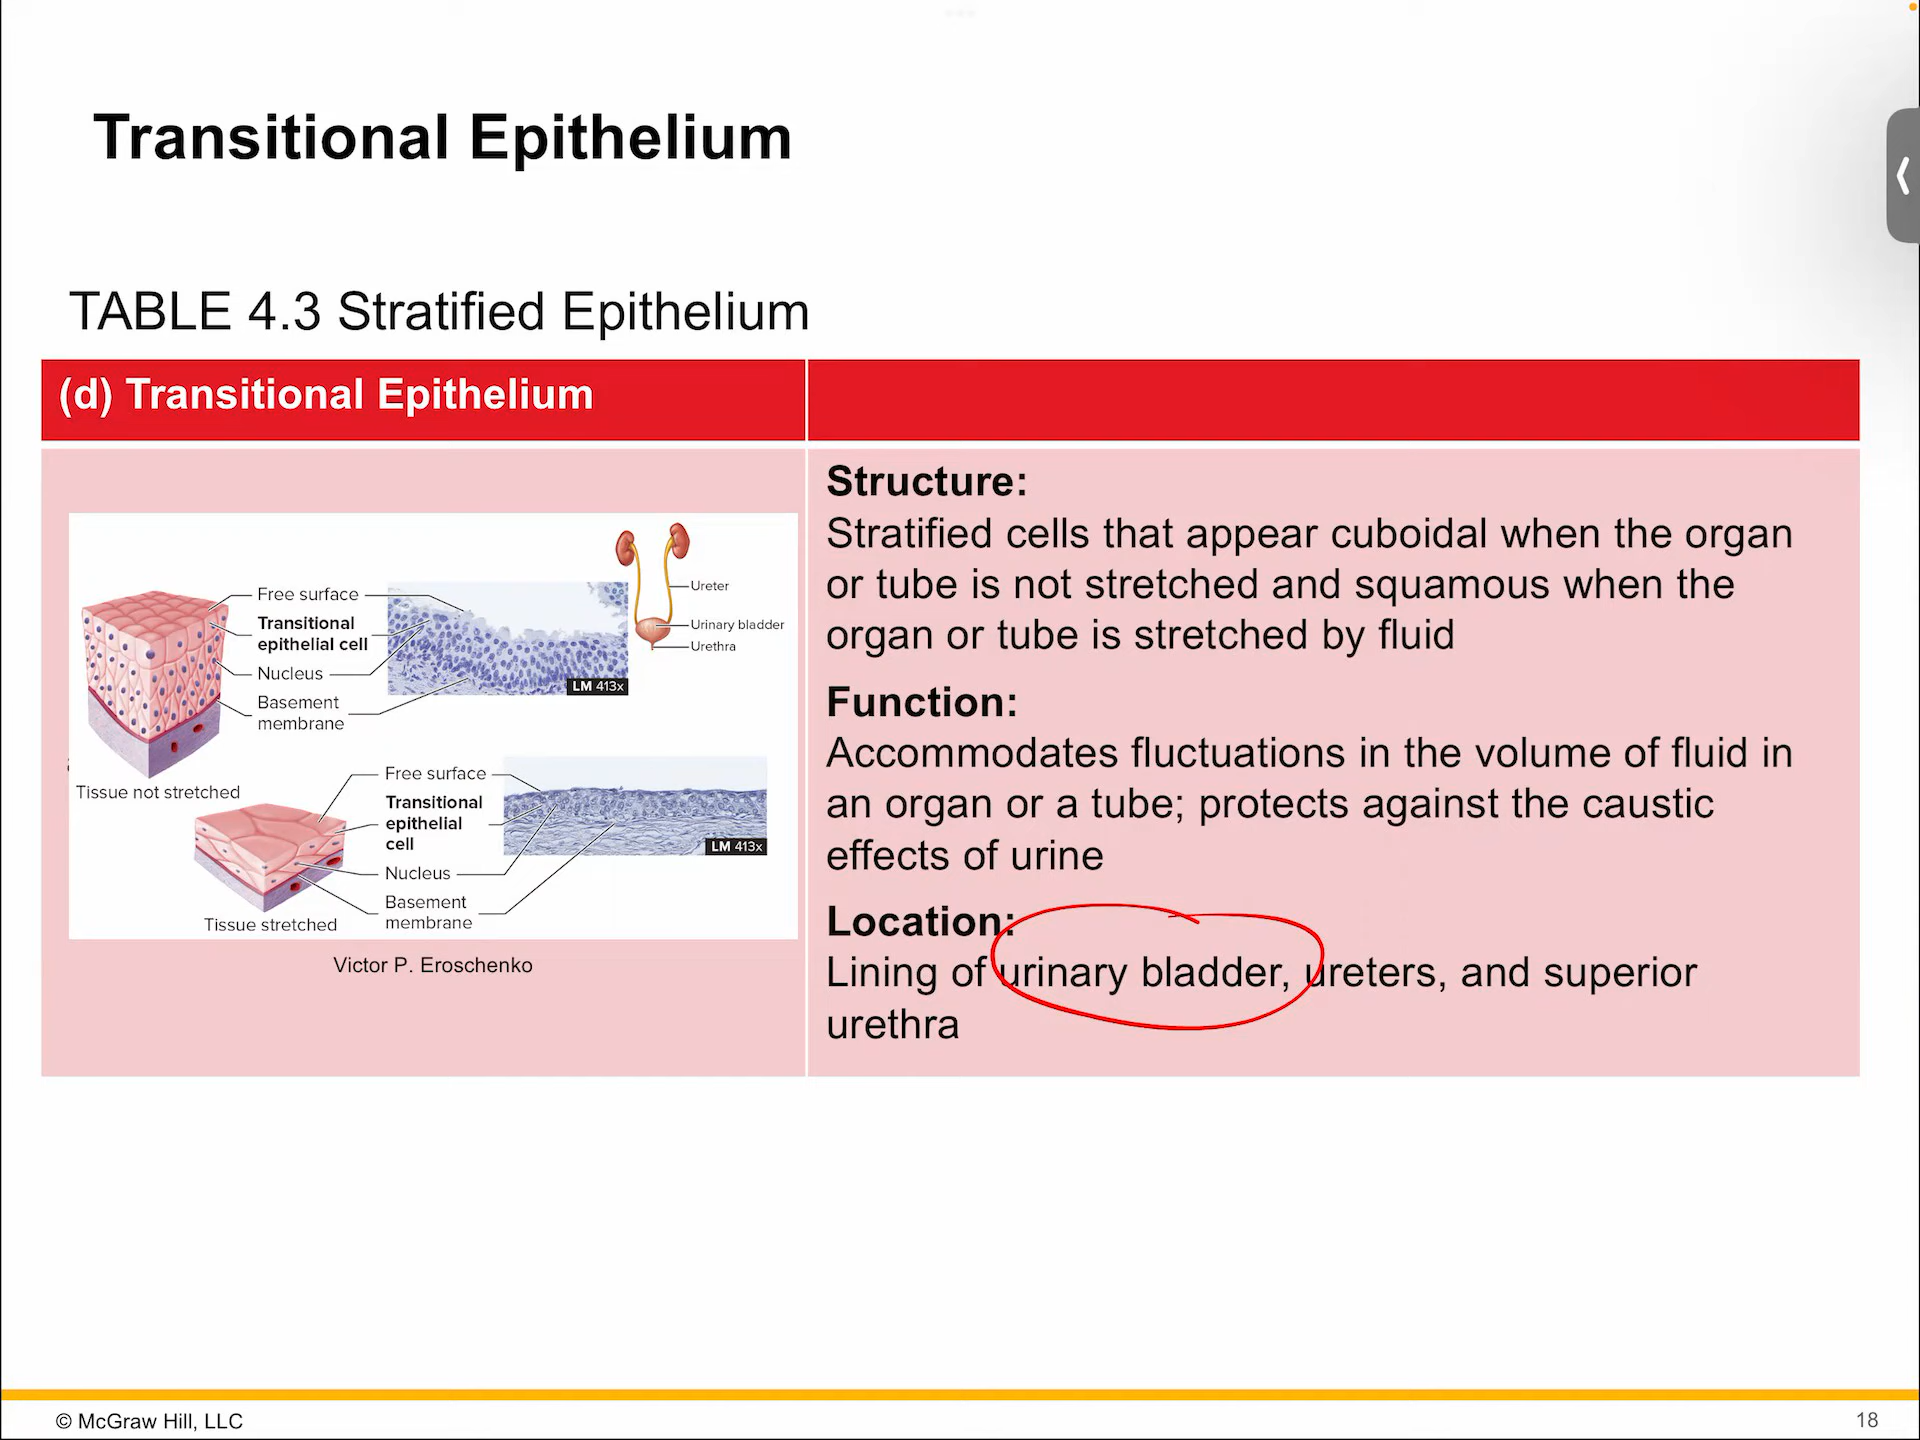 Transitional Epithelium
TABLE 4.3 Stratified Epithelium
(d) Transitional Epithelium
Free surface
Transitional
epithelial cell
Nucleus
Basement
membrane
Tissue not stretched
LM 413x
Ureter
Urinary bladder
Urethra
Free surface
Transitional
epithelial
cell
Nucleus
Basement
membrane
Tissue stretched
LM 413x
Victor P. Eroschenko
Structure:
Stratified cells that appear cuboidal when the organ
or tube is not stretched and squamous when the
organ or tube is stretched by fluid
Function:
Accommodates fluctuations in the volume of fluid in
an organ or a tube; protects against the caustic
effects of urine
Location:
Lining of urinary bladder, ureters, and superior
urethra
© McGraw Hill, LLC
18